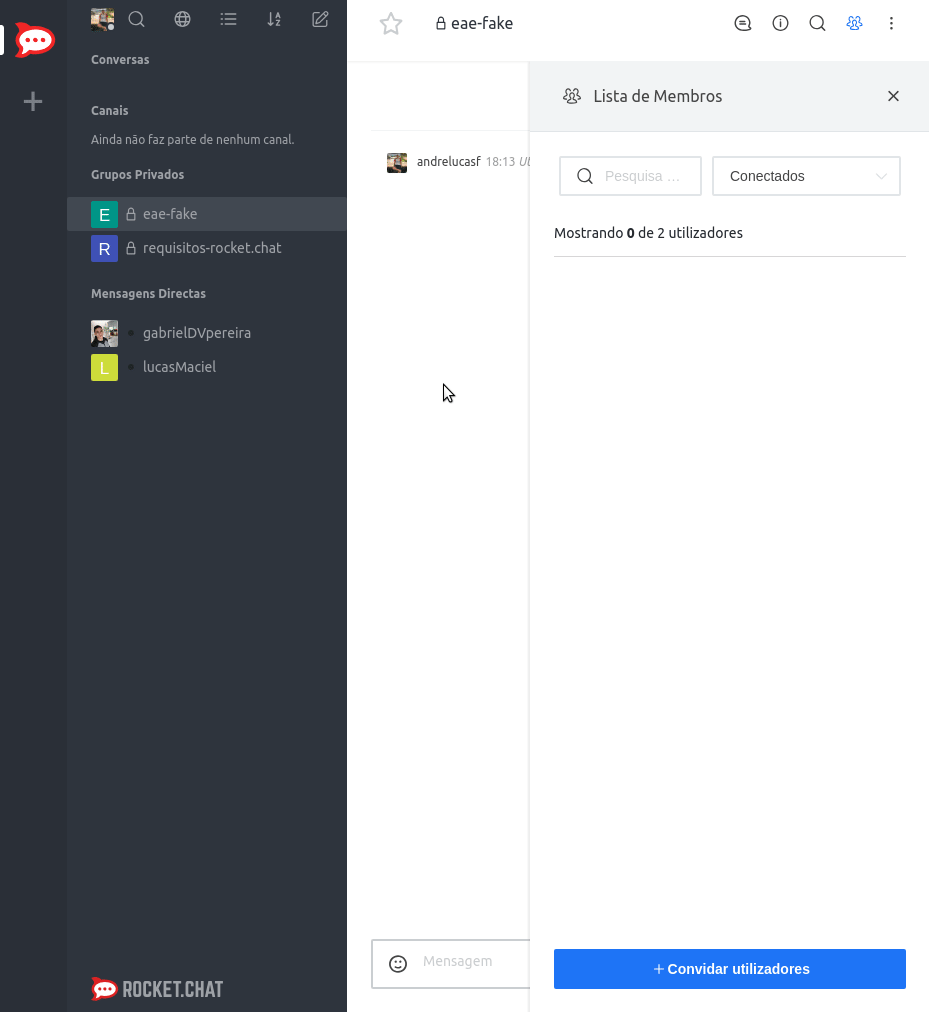 Conversas
Canais
Ainda não faz parte de nenhum canal.
Grupos Privados
E eae-fake
R requisitos-rocket.chat
Mensagens Directas
gabrielDVpereira
L lucasMaciel
ROCKET.CHAT
eae-fake
andrelucasf 18:13
Mensagem
Lista de Membros
Pesquisa ...
Conectados
Mostrando 0 de 2 utilizadores
+ Convidar utilizadores